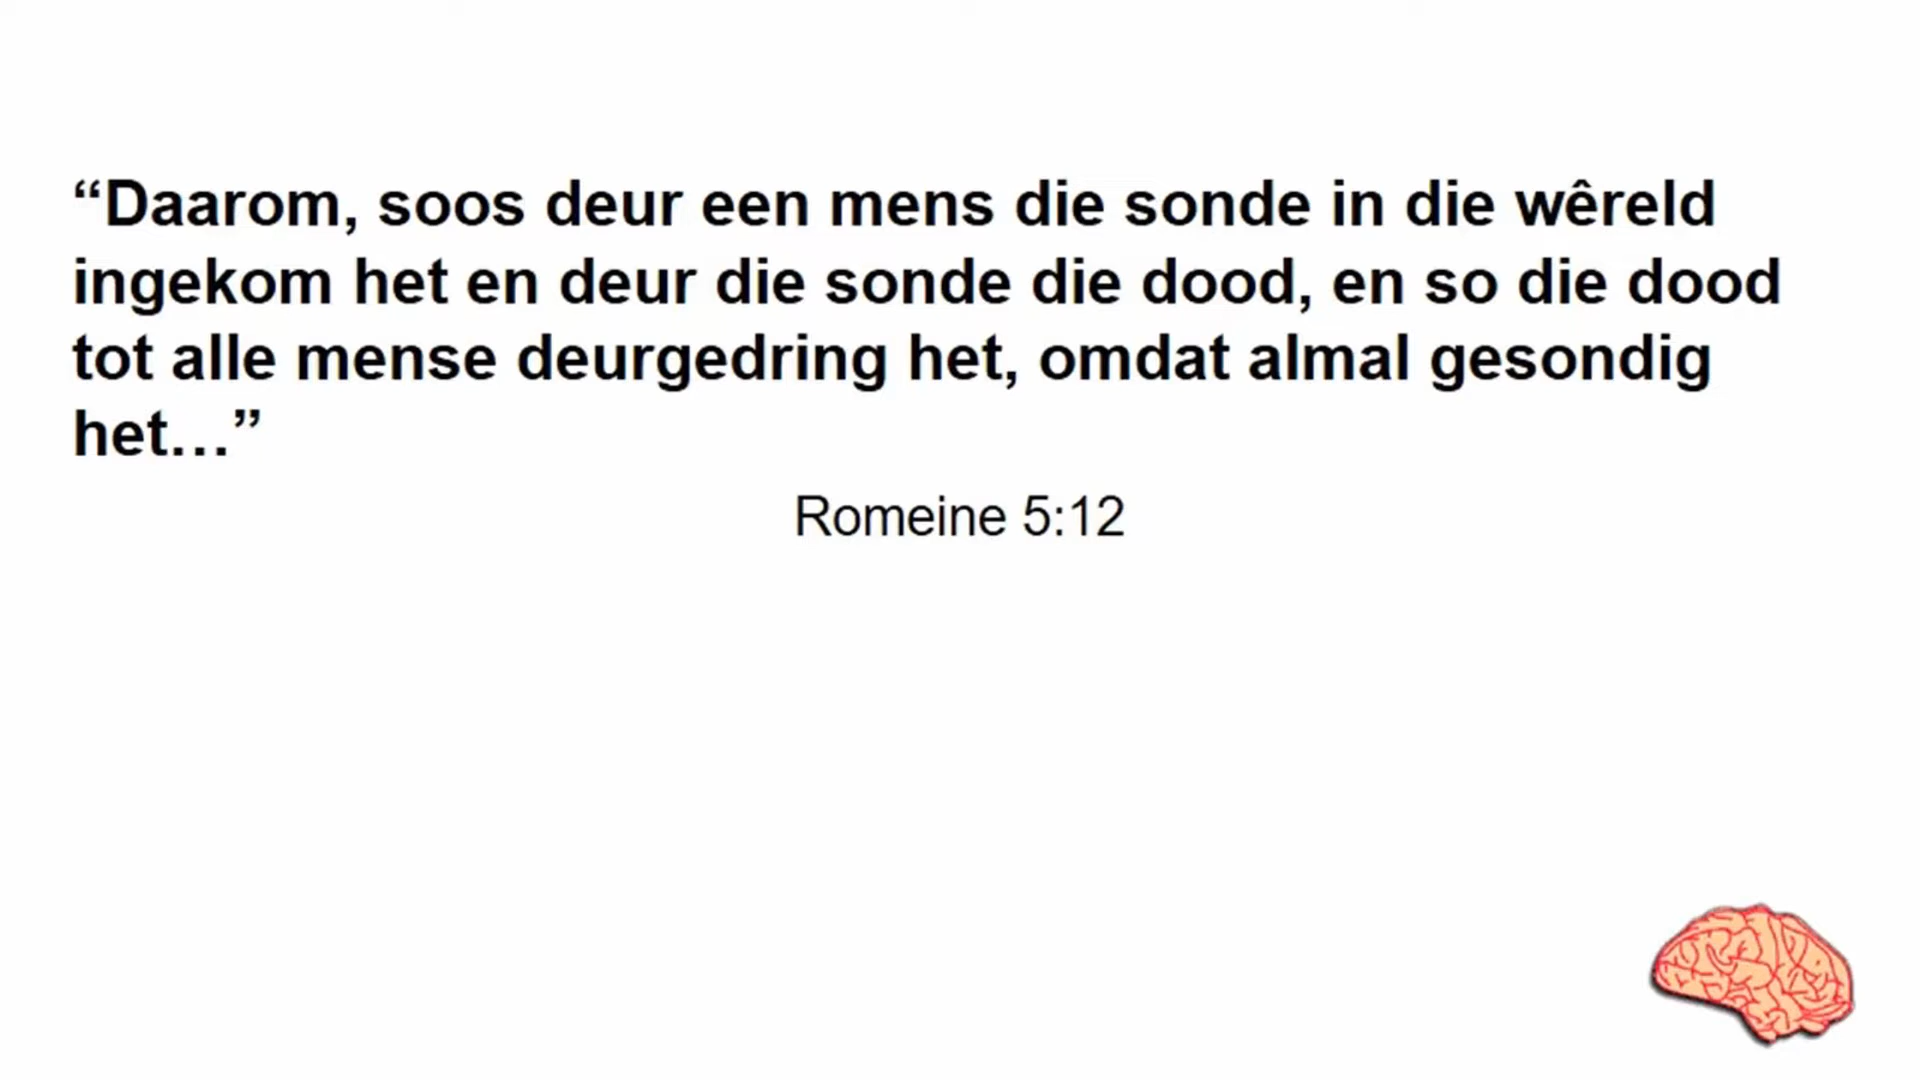 “Daarom, soos deur een mens die sonde in die wêreld
ingekom het en deur die sonde die dood, en so die dood
tot alle mense deurgedring het, omdat almal gesondig
het…”
Romeine 5:12